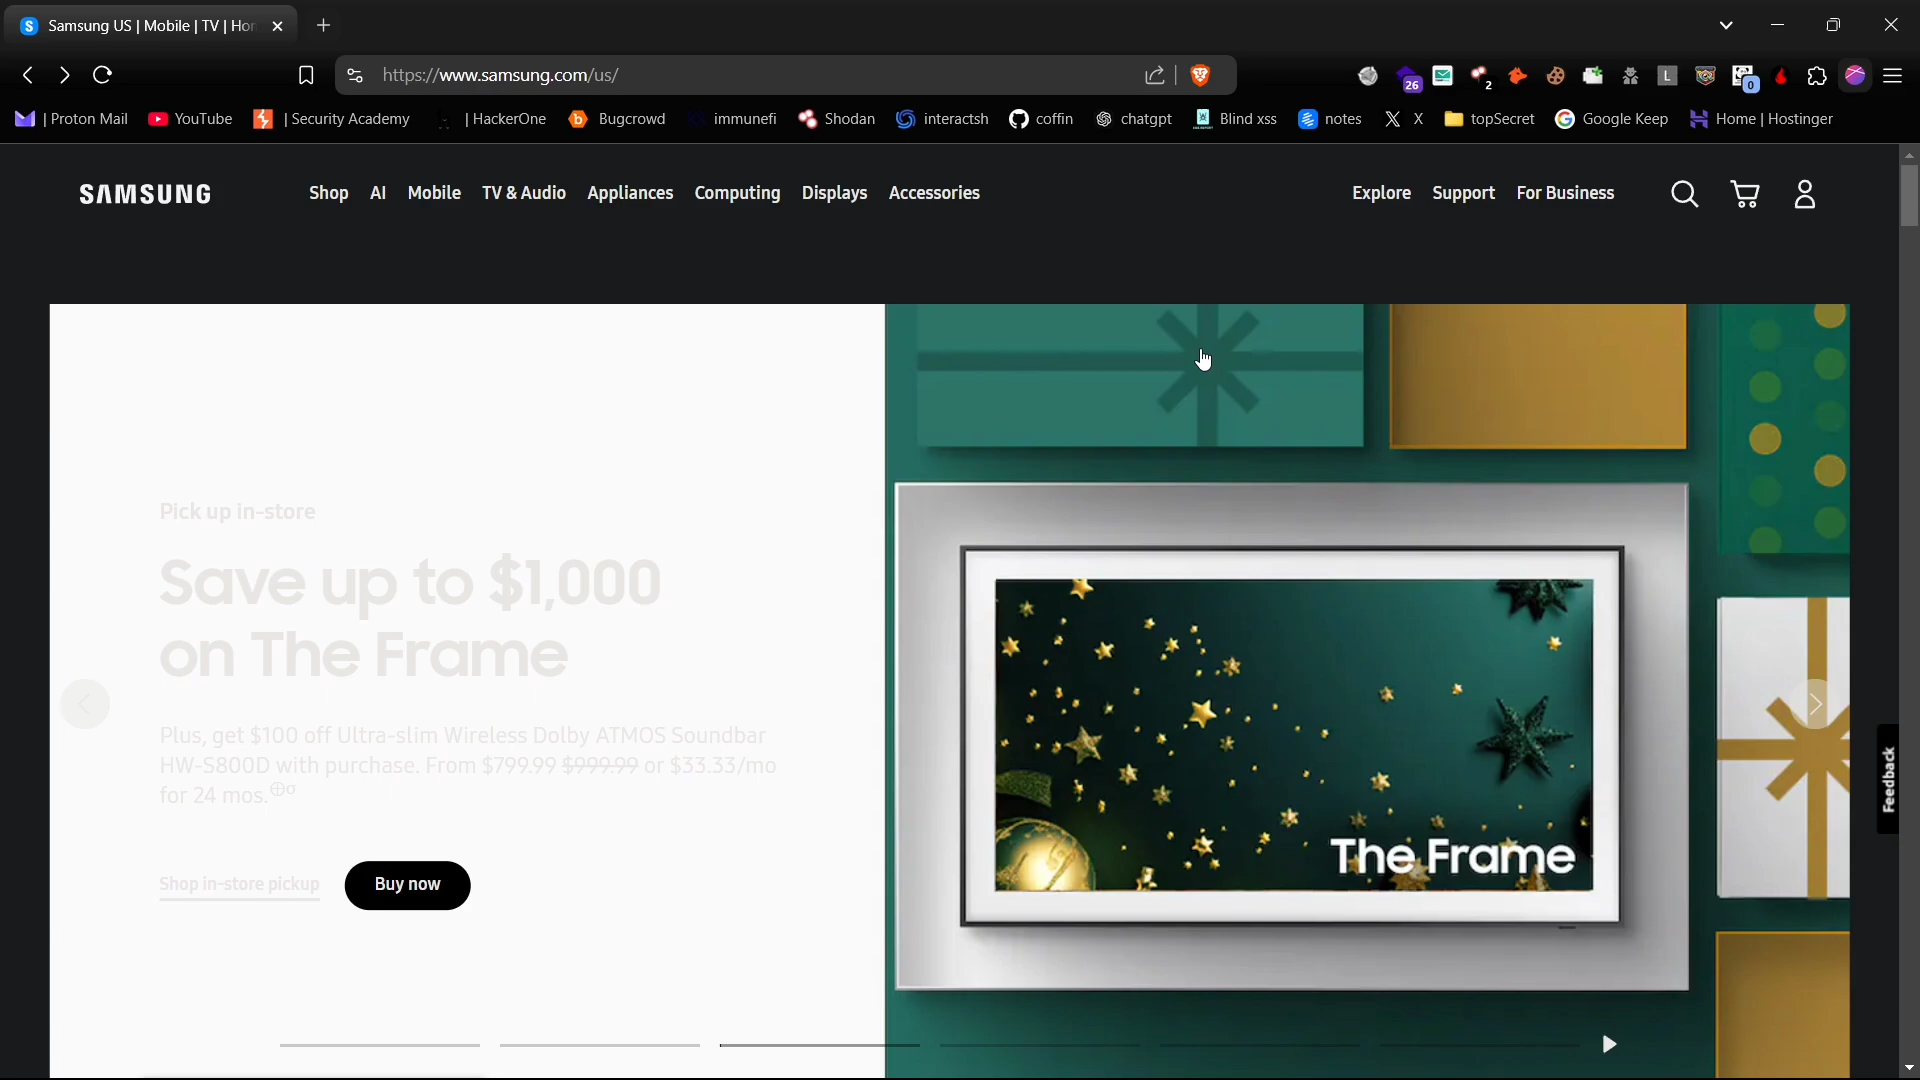 Samsung US | Mobile | TV | Hor
https://www.samsung.com/us/
26
2
L
0
| Proton Mail
YouTube
| Security Academy
| HackerOne
Bugcrowd
immunefi
Shodan
interactsh
coffin
chatgpt
Blind xss
notes
X
topSecret
Google Keep
Home | Hostinger
SAMSUNG
Shop
AI
Mobile
TV & Audio
Appliances
Computing
Displays
Accessories
Explore
Support
For Business
Pick up in-store
Save up to $1,000
on The Frame
Plus, get $100 off Ultra-slim Wireless Dolby ATMOS Soundbar
HW-S800D with purchase. From $799.99 $999.99 or $33.33/mo
for 24 mos.⊕σ
Shop in-store pickup
Buy now
The Frame
Feedback